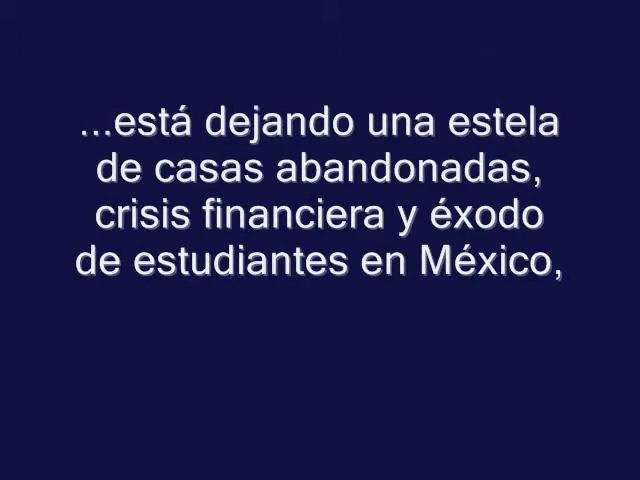 ...está dejando una estela
de casas abandonadas,
crisis financiera y éxodo
de estudiantes en México,